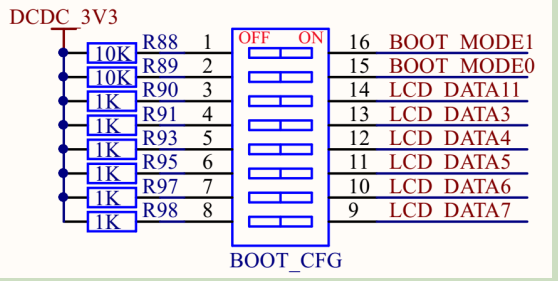 DCDC_3V3
OFF ON
10K R88 1 16 BOOT_MODE1
10K R89 2 15 BOOT_MODE0
1K R90 3 14 LCD_DATA11
1K R91 4 13 LCD_DATA3
1K R93 5 12 LCD_DATA4
1K R95 6 11 LCD_DATA5
1K R97 7 10 LCD_DATA6
1K R98 8 9 LCD_DATA7
BOOT_CFG